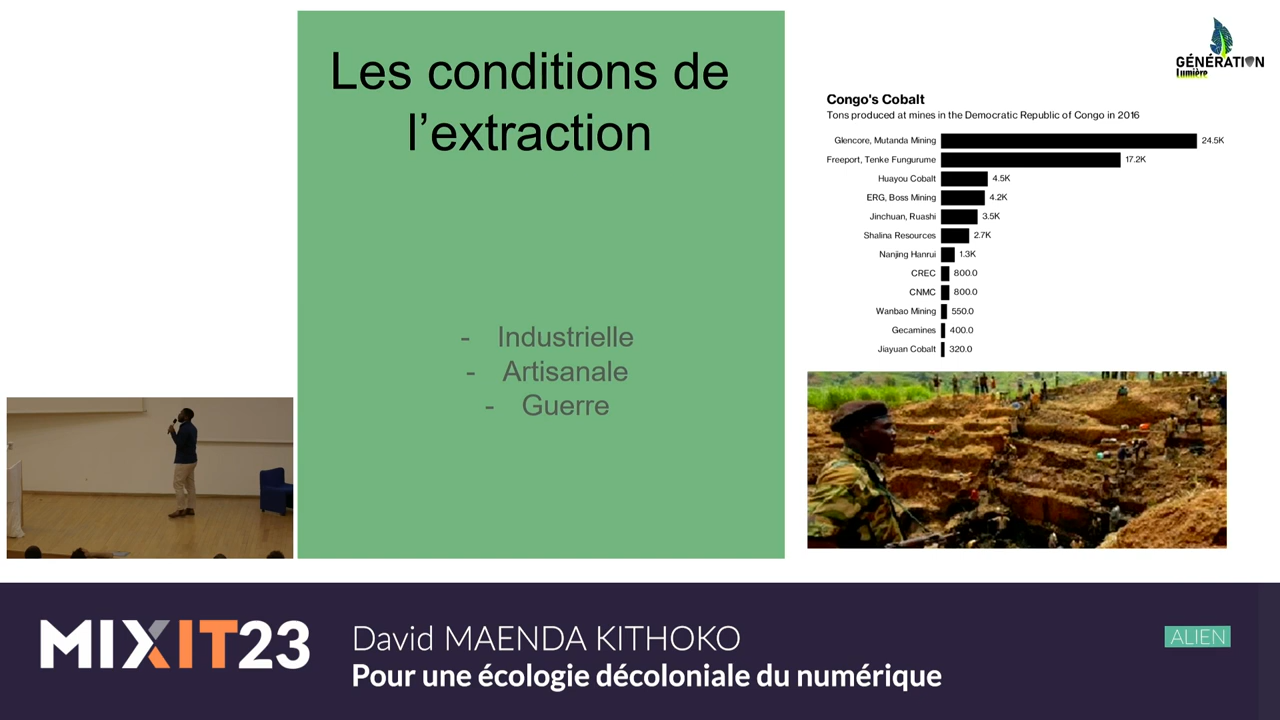 Les conditions de
l’extraction
- Industrielle
- Artisanale
- Guerre
GÉNÉRATION
Lumière
Congo's Cobalt
Tons produced at mines in the Democratic Republic of Congo in 2016
Glencore, Mutanda Mining 24.5K
Freeport, Tenke Fungurume 17.2K
Huayou Cobalt 4.5K
ERG, Boss Mining 4.2K
Jinchuan, Ruashi 3.5K
Shalina Resources 2.7K
Nanjing Hanrui 1.3K
CREC 800.0
CNMC 800.0
Wanbao Mining 550.0
Gecamines 400.0
Jiayuan Cobalt 320.0
MIXIT23
David MAENDA KITHOKO
Pour une écologie décoloniale du numérique
ALIEN